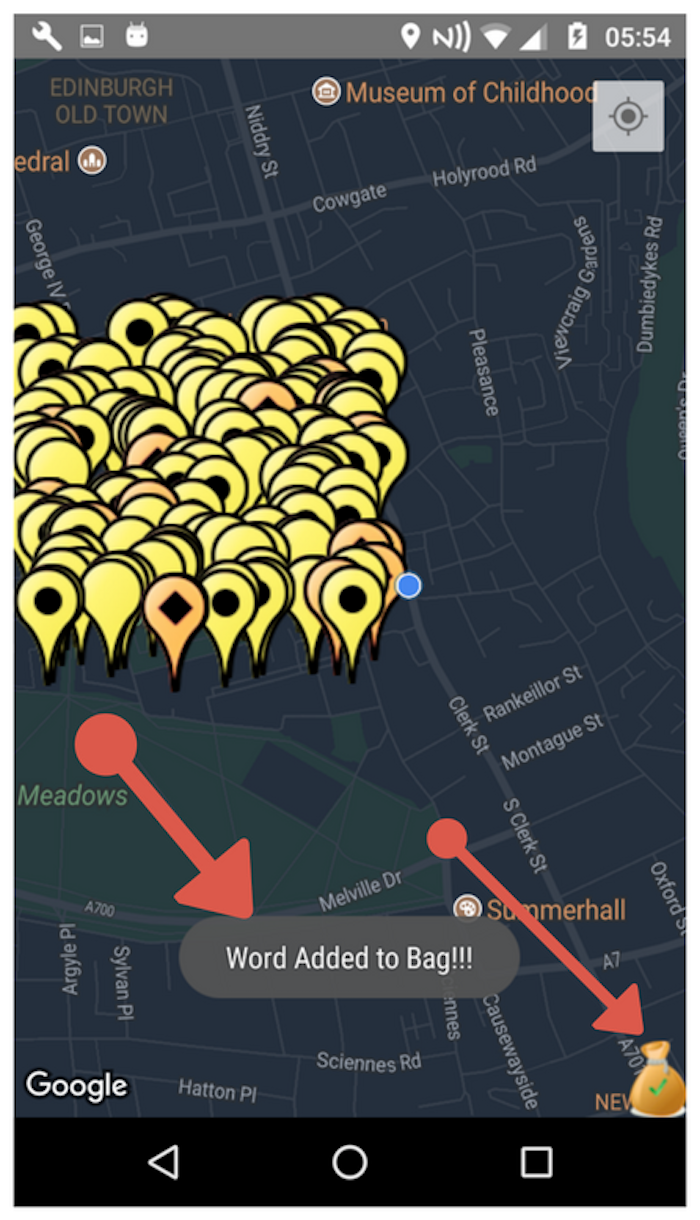 05:54
EDINBURGH
OLD TOWN
Museum of Childhood
edral
Niddry St
Cowgate
Holyrood Rd
George IV
Viewcraig Gardens
Dumbiedykes Rd
Pleasance
Queen's Dr
Clerk St
Rankeillor St
Montague St
Meadows
S Clerk St
Melville Dr
A700
Summerhall
Oxford St
Argyle Pl
Sylvan Pl
Word Added to Bag!!!
A7
ennes
Causewayside
A701
Sciennes Rd
Google
Hatton Pl
NEW